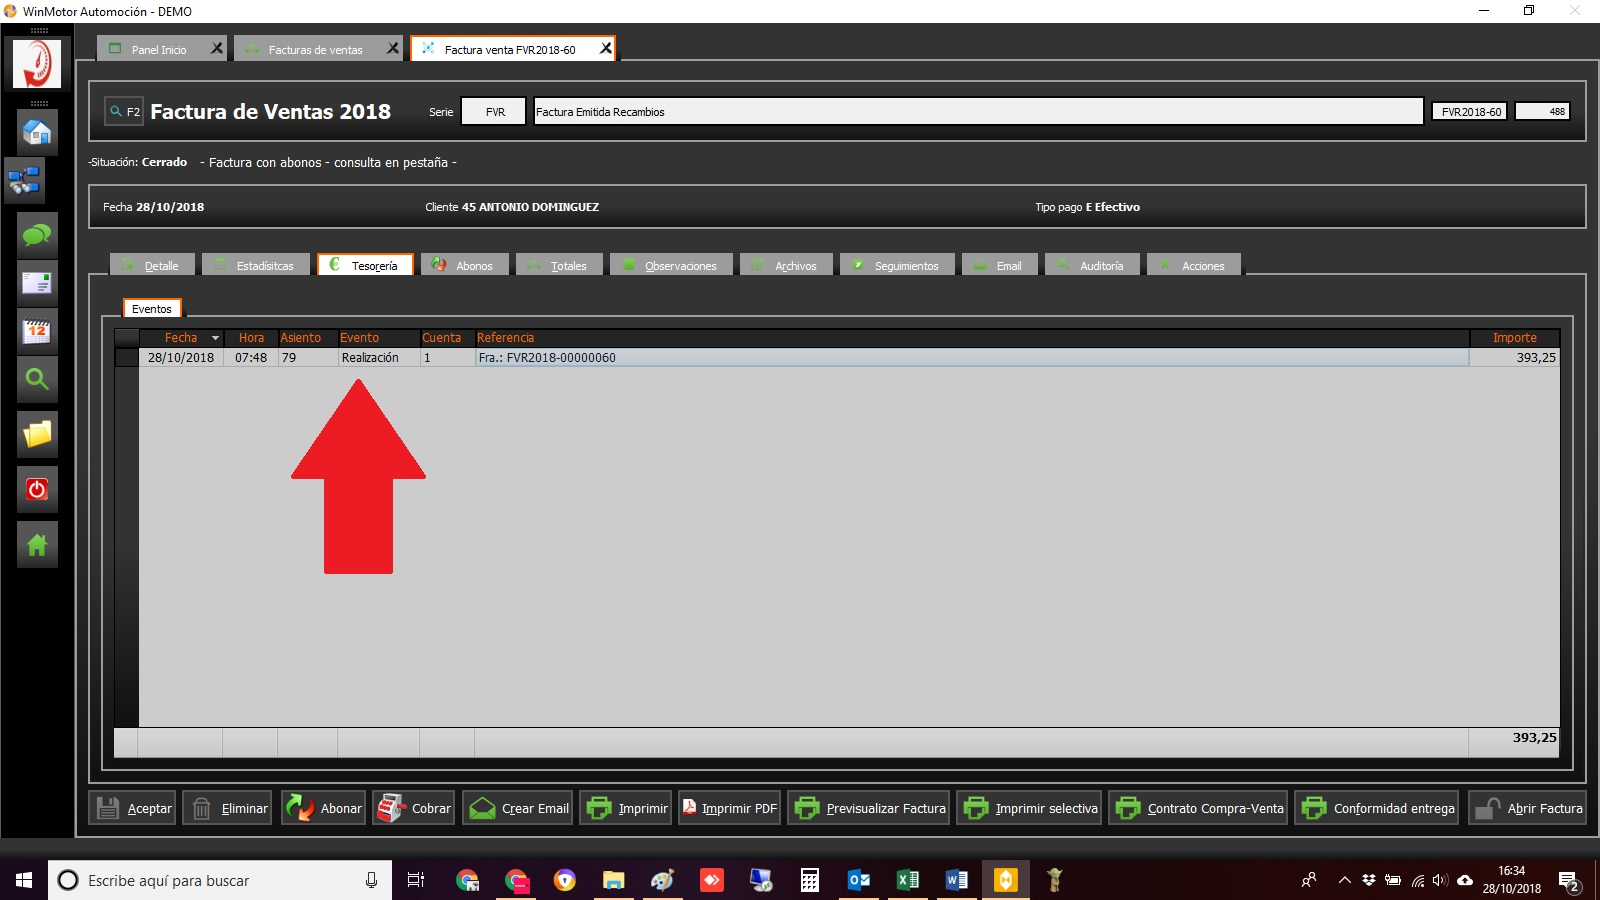 WinMotor Automoción - DEMO
Panel Inicio
Facturas de ventas
Factura venta FVR2018-60
F2
Factura de Ventas 2018
Serie
FVR
Factura Emitida Recambios
FVR2018-60
488
-Situación: Cerrado - Factura con abonos - consulta en pestaña -
Fecha 28/10/2018
Cliente 45 ANTONIO DOMINGUEZ
Tipo pago E Efectivo
Detalle
Estadísitcas
Tesorería
Abonos
Totales
Observaciones
Archivos
Seguimientos
Email
Auditoría
Acciones
Eventos
Fecha Hora Asiento Evento Cuenta Referencia Importe
28/10/2018 07:48 79 Realización 1 Fra.: FVR2018-00000060 393,25
393,25
12
Aceptar
Eliminar
Abonar
Cobrar
Crear Email
Imprimir
Imprimir PDF
Previsualizar Factura
Imprimir selectiva
Contrato Compra-Venta
Conformidad entrega
Abrir Factura
Escribe aquí para buscar
16:34
28/10/2018
2